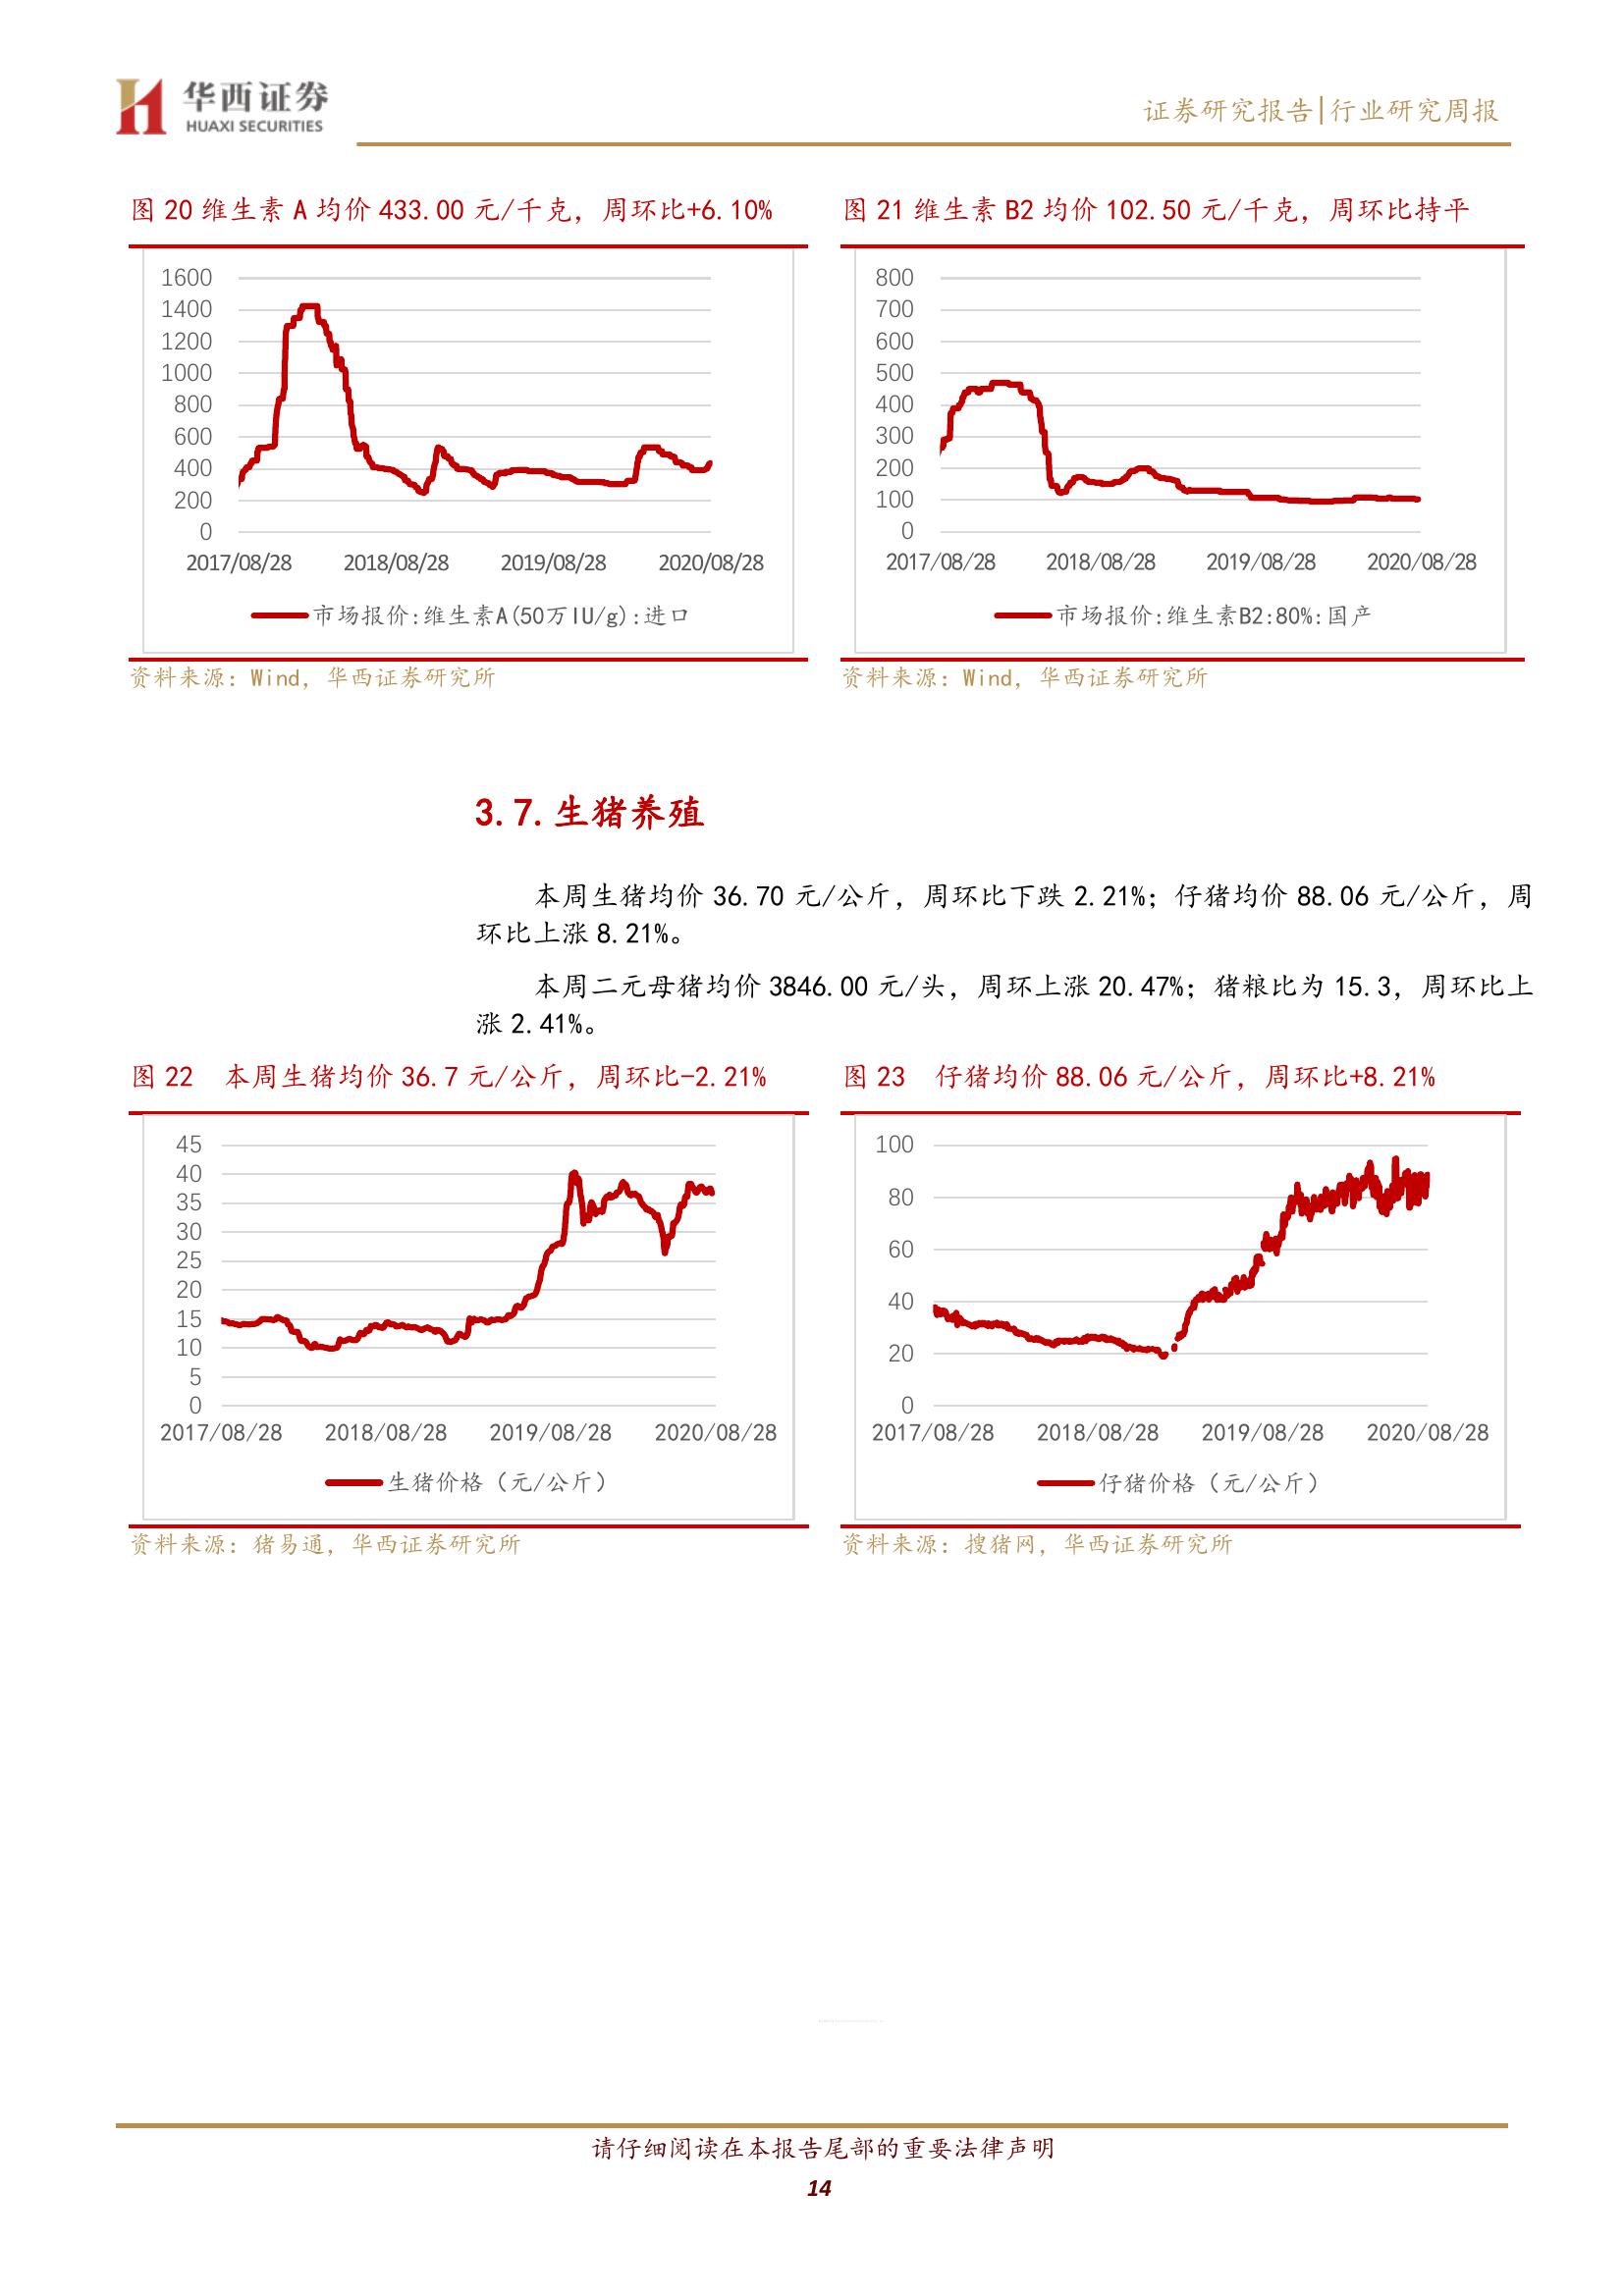 华西证券
HUAXI SECURITIES
证券研究报告|行业研究周报
图 20 维生素 A 均价 433.00 元/千克，周环比+6.10%
1600
1400
1200
1000
800
600
400
200
0
2017/08/28 2018/08/28 2019/08/28 2020/08/28
市场报价:维生素A(50万IU/g):进口
资料来源：Wind，华西证券研究所
图 21 维生素 B2 均价 102.50 元/千克，周环比持平
800
700
600
500
400
300
200
100
0
2017/08/28 2018/08/28 2019/08/28 2020/08/28
市场报价:维生素B2:80%:国产
资料来源：Wind，华西证券研究所
3.7.生猪养殖
本周生猪均价 36.70 元/公斤，周环比下跌 2.21%；仔猪均价 88.06 元/公斤，周
环比上涨 8.21%。
本周二元母猪均价 3846.00 元/头，周环上涨 20.47%；猪粮比为 15.3，周环比上
涨 2.41%。
图 22 本周生猪均价 36.7 元/公斤，周环比-2.21%
45
40
35
30
25
20
15
10
5
0
2017/08/28 2018/08/28 2019/08/28 2020/08/28
生猪价格（元/公斤）
资料来源：猪易通，华西证券研究所
图 23 仔猪均价 88.06 元/公斤，周环比+8.21%
100
80
60
40
20
0
2017/08/28 2018/08/28 2019/08/28 2020/08/28
仔猪价格（元/公斤）
资料来源：搜猪网，华西证券研究所
请仔细阅读在本报告尾部的重要法律声明
14